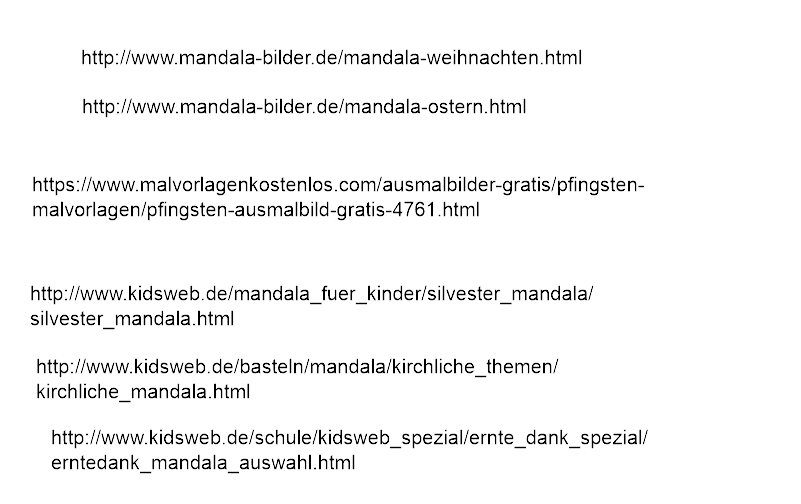 http://www.mandala-bilder.de/mandala-weihnachten.html
http://www.mandala-bilder.de/mandala-ostern.html
https://www.malvorlagenkostenlos.com/ausmalbilder-gratis/pfingsten-
malvorlagen/pfingsten-ausmalbild-gratis-4761.html
http://www.kidsweb.de/mandala_fuer_kinder/silvester_mandala/
silvester_mandala.html
http://www.kidsweb.de/basteln/mandala/kirchliche_themen/
kirchliche_mandala.html
http://www.kidsweb.de/schule/kidsweb_spezial/ernte_dank_spezial/
erntedank_mandala_auswahl.html